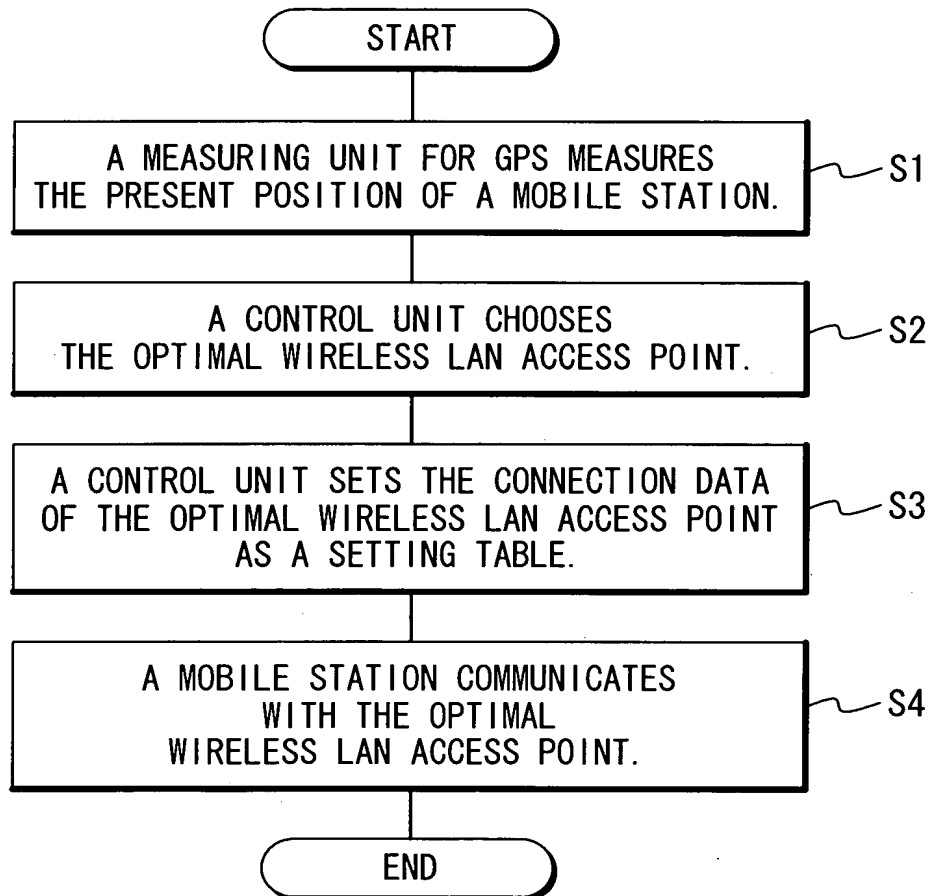 START
A MEASURING UNIT FOR GPS MEASURES
THE PRESENT POSITION OF A MOBILE STATION.
S1
A CONTROL UNIT CHOOSES
THE OPTIMAL WIRELESS LAN ACCESS POINT.
S2
A CONTROL UNIT SETS THE CONNECTION DATA
OF THE OPTIMAL WIRELESS LAN ACCESS POINT
AS A SETTING TABLE.
S3
A MOBILE STATION COMMUNICATES
WITH THE OPTIMAL
WIRELESS LAN ACCESS POINT.
S4
END